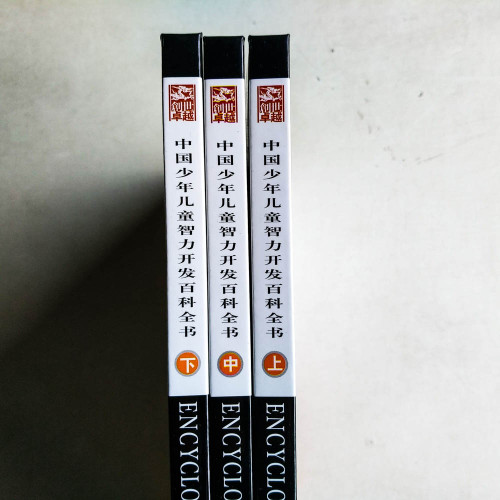 创世
卓越
中国少年儿童智力开发百科全书
下
ENCYCLO
创世
卓越
中国少年儿童智力开发百科全书
中
ENCYCLO
创世
卓越
中国少年儿童智力开发百科全书
上
ENCYCLO